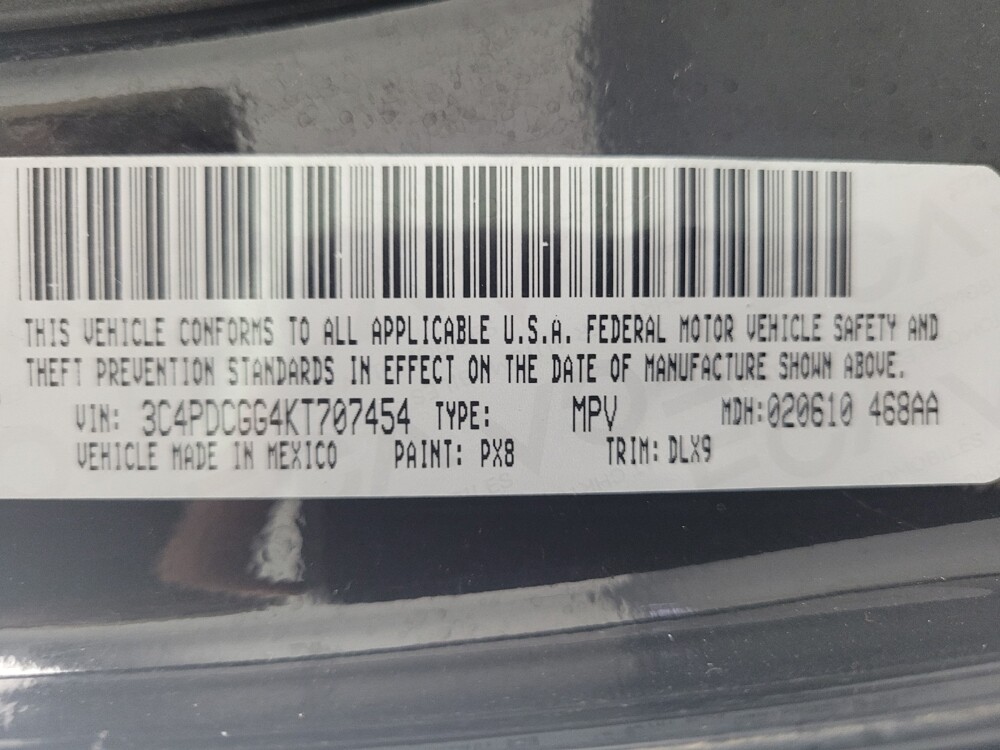 THIS VEHICLE CONFORMS TO ALL APPLICABLE U.S.A. FEDERAL MOTOR VEHICLE SAFETY AND
THEFT PREVENTION STANDARDS IN EFFECT ON THE DATE OF MANUFACTURE SHOWN ABOVE.
VIN: 3C4PDCGG4KT707454 TYPE: MPV MDH:020610 468AA
VEHICLE MADE IN MEXICO PAINT: PX8 TRIM: DLX9